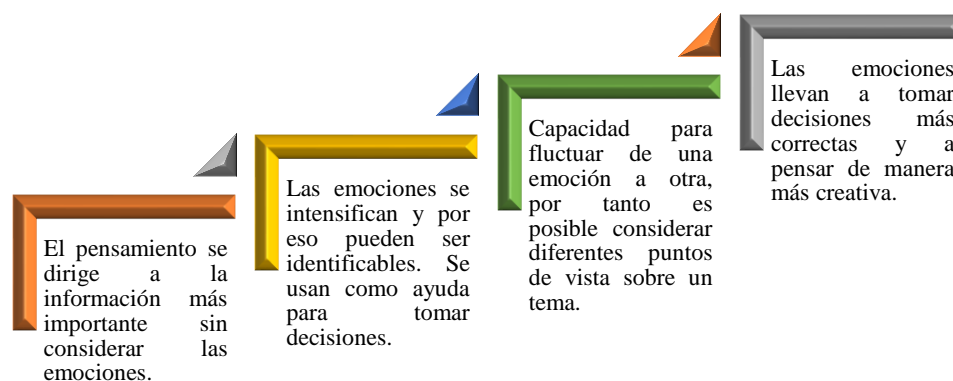 El pensamiento se
dirige a la
información más
importante sin
considerar las
emociones.
Las emociones se
intensifican y por
eso pueden ser
identificables. Se
usan como ayuda
para tomar
decisiones.
Capacidad para
fluctuar de una
emoción a otra,
por tanto es
posible considerar
diferentes puntos
de vista sobre un
tema.
Las emociones
llevan a tomar
decisiones más
correctas y a
pensar de manera
más creativa.